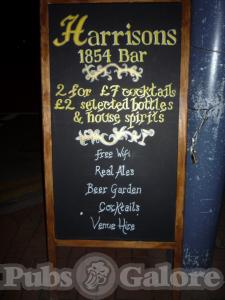 Harrisons
1854 Bar
2 for £7 cocktails
£2 selected bottles
& house spirits
Free Wifi
Real Ales
Beer Garden
Cocktails
Venue Hire
Pubs Galore